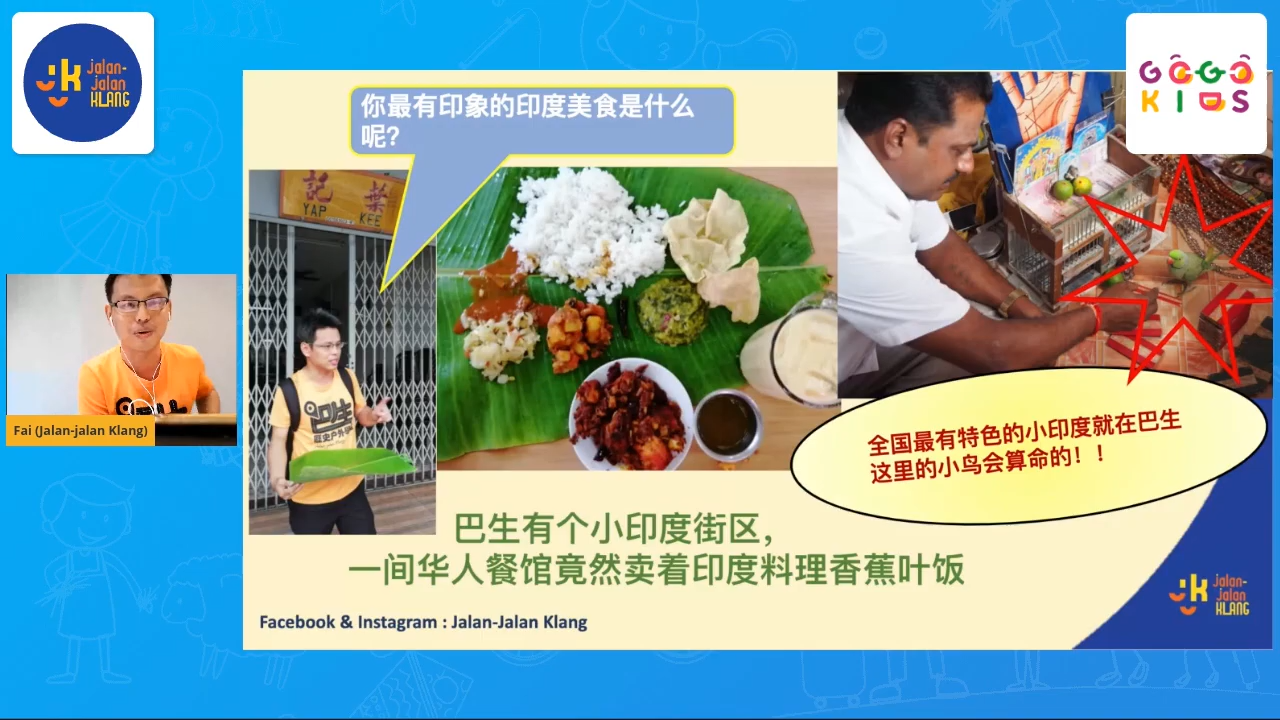 jalan-
jalan
KLANG
GOGO
KIDS
你最有印象的印度美食是什么
呢?
記 葉
YAP KEE
巴生
Fai (Jalan-jalan Klang)
全国最有特色的小印度就在巴生
这里的小鸟会算命的！！
巴生有个小印度街区，
一间华人餐馆竟然卖着印度料理香蕉叶饭
Facebook & Instagram : Jalan-Jalan Klang
jalan-
jalan
KLANG